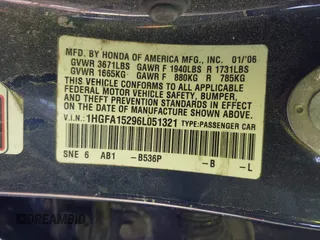 MFD. BY HONDA OF AMERICA MFG., INC. 01/'06
GVWR 3671LBS GAWR F 1940LBS R 1731LBS
GVWR 1665KG GAWR F 880KG R 785KG
THIS VEHICLE CONFORMS TO ALL APPLICABLE
FEDERAL MOTOR VEHICLE SAFETY, BUMPER,
AND THEFT PREVENTION STANDARDS IN EFFECT
ON THE DATE OF MANUFACTURE SHOWN ABOVE.
V.I.N.: 1HGFA15296L051321 TYPE:PASSENGER CAR
SNE 6 AB1 -B536P -B -L
DREAMBID